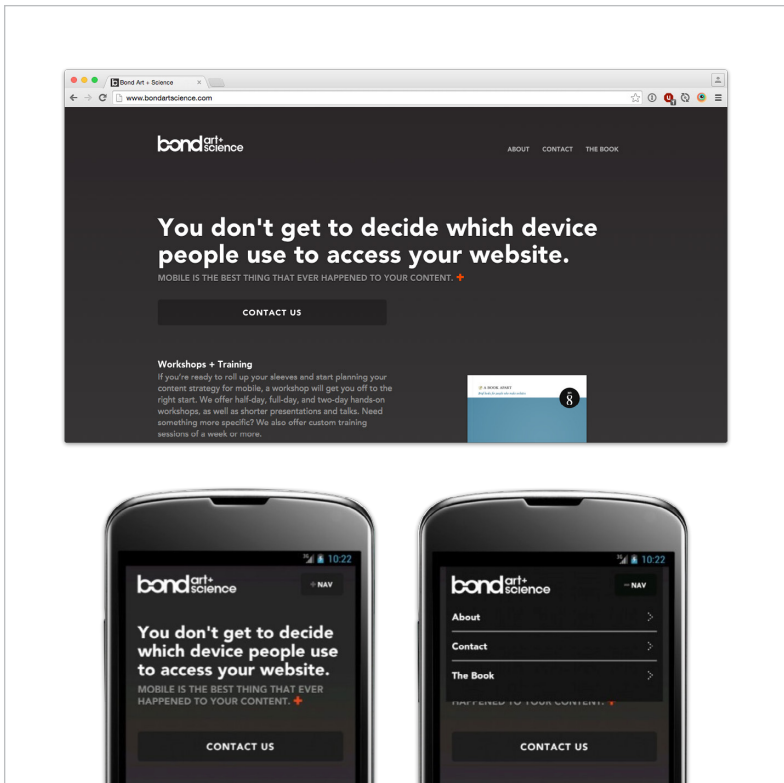 Bond Art + Science
www.bondartscience.com
bond art+ science
ABOUT CONTACT THE BOOK
You don't get to decide which device
people use to access your website.
MOBILE IS THE BEST THING THAT EVER HAPPENED TO YOUR CONTENT. +
CONTACT US
Workshops + Training
If you're ready to roll up your sleeves and start planning your
content strategy for mobile, a workshop will get you off to the
right start. We offer half-day, full-day, and two-day hands-on
workshops, as well as shorter presentations and talks. Need
something more specific? We also offer custom training
sessions of a week or more.
A BOOK APART
8
10:22
bond art+ science
+ NAV
You don't get to decide
which device people use
to access your website.
MOBILE IS THE BEST THING THAT EVER
HAPPENED TO YOUR CONTENT. +
CONTACT US
10:22
bond art+ science
− NAV
About
Contact
The Book
HAPPENED TO YOUR CONTENT. +
CONTACT US